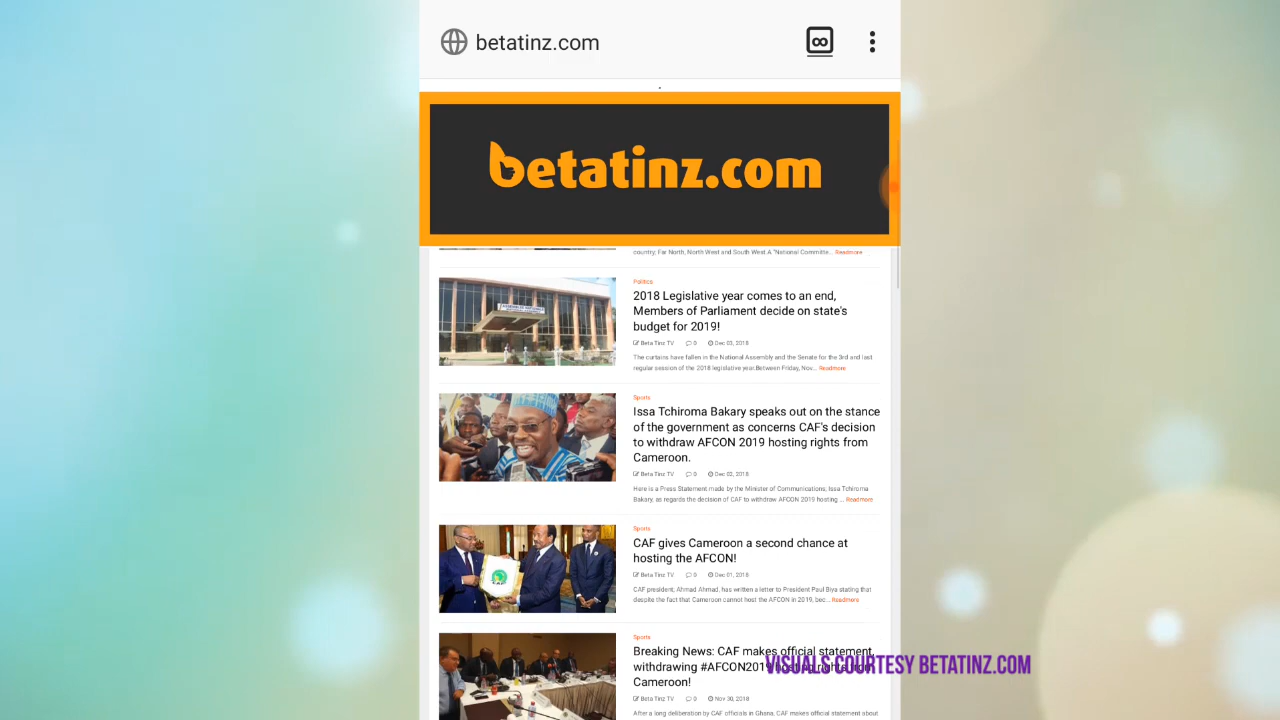 betatinz.com
betatinz.com
country, Far North, North West and South West.A "National Committe... Readmore
Politics
2018 Legislative year comes to an end,
Members of Parliament decide on state's
budget for 2019!
Beta Tinz TV 0 Dec 03, 2018
The curtains have fallen in the National Assembly and the Senate for the 3rd and last
regular session of the 2018 legislative year.Between Friday, Nov... Readmore
Sports
Issa Tchiroma Bakary speaks out on the stance
of the government as concerns CAF's decision
to withdraw AFCON 2019 hosting rights from
Cameroon.
Beta Tinz TV 0 Dec 02, 2018
Here is a Press Statement made by the Minister of Communications; Issa Tchiroma
Bakary, as regards the decision of CAF to withdraw AFCON 2019 hosting ... Readmore
Sports
CAF gives Cameroon a second chance at
hosting the AFCON!
Beta Tinz TV 0 Dec 01, 2018
CAF president, Ahmad Ahmad, has written a letter to President Paul Biya stating that
despite the fact that Cameroon cannot host the AFCON in 2019, bec... Readmore
Sports
Breaking News: CAF makes official statement,
withdrawing #AFCON2019 hosting rights from
Cameroon!
VISUALS COURTESY BETATINZ.COM
Beta Tinz TV 0 Nov 30, 2018
After a long deliberation by CAF officials in Ghana, CAF makes official statement about